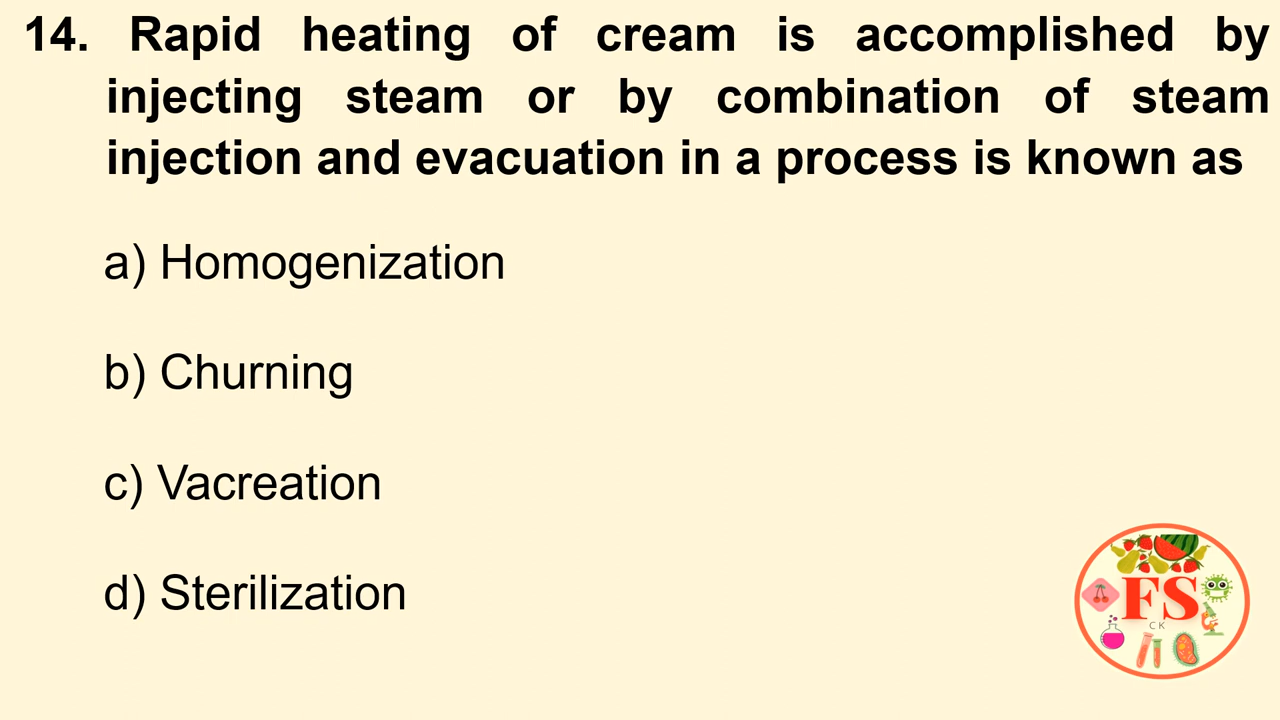 14. Rapid heating of cream is accomplished by
injecting steam or by combination of steam
injection and evacuation in a process is known as
a) Homogenization
b) Churning
c) Vacreation
d) Sterilization
FS
CK